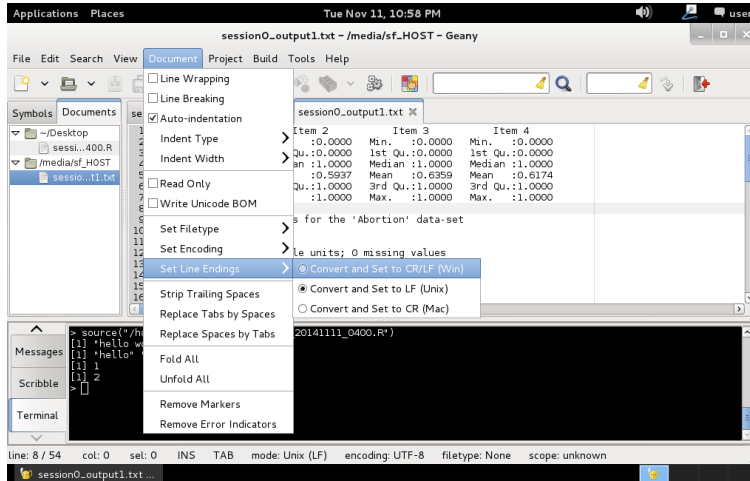 Applications Places Tue Nov 11, 10:58 PM user
session0_output1.txt – /media/sf_HOST – Geany
File Edit Search View Document Project Build Tools Help
Symbols Documents
session0_output1.txt
~/Desktop
sessi...400.R
/media/sf_HOST
sessio...t1.txt
Line Wrapping
Line Breaking
Auto-indentation
Indent Type
Indent Width
Read Only
Write Unicode BOM
Set Filetype
Set Encoding
Set Line Endings
Strip Trailing Spaces
Replace Tabs by Spaces
Replace Spaces by Tabs
Fold All
Unfold All
Remove Markers
Remove Error Indicators
Convert and Set to CR/LF (Win)
Convert and Set to LF (Unix)
Convert and Set to CR (Mac)
Item 2 Item 3 Item 4
:0.0000 Min. :0.0000 Min. :0.0000
Qu.:0.0000 1st Qu.:0.0000 1st Qu.:0.0000
an :1.0000 Median :1.0000 Median :1.0000
:0.5937 Mean :0.6359 Mean :0.6174
Qu.:1.0000 3rd Qu.:1.0000 3rd Qu.:1.0000
:1.0000 Max. :1.0000 Max. :1.0000
s for the 'Abortion' data-set
le units; 0 missing values
Messages
Scribble
Terminal
> source("/ho 20141111_0400.R")
[1] "hello wo
[1] "hello" "
[1] 1
[1] 2
>
line: 8 / 54 col: 0 sel: 0 INS TAB mode: Unix (LF) encoding: UTF-8 filetype: None scope: unknown
session0_output1.txt ...